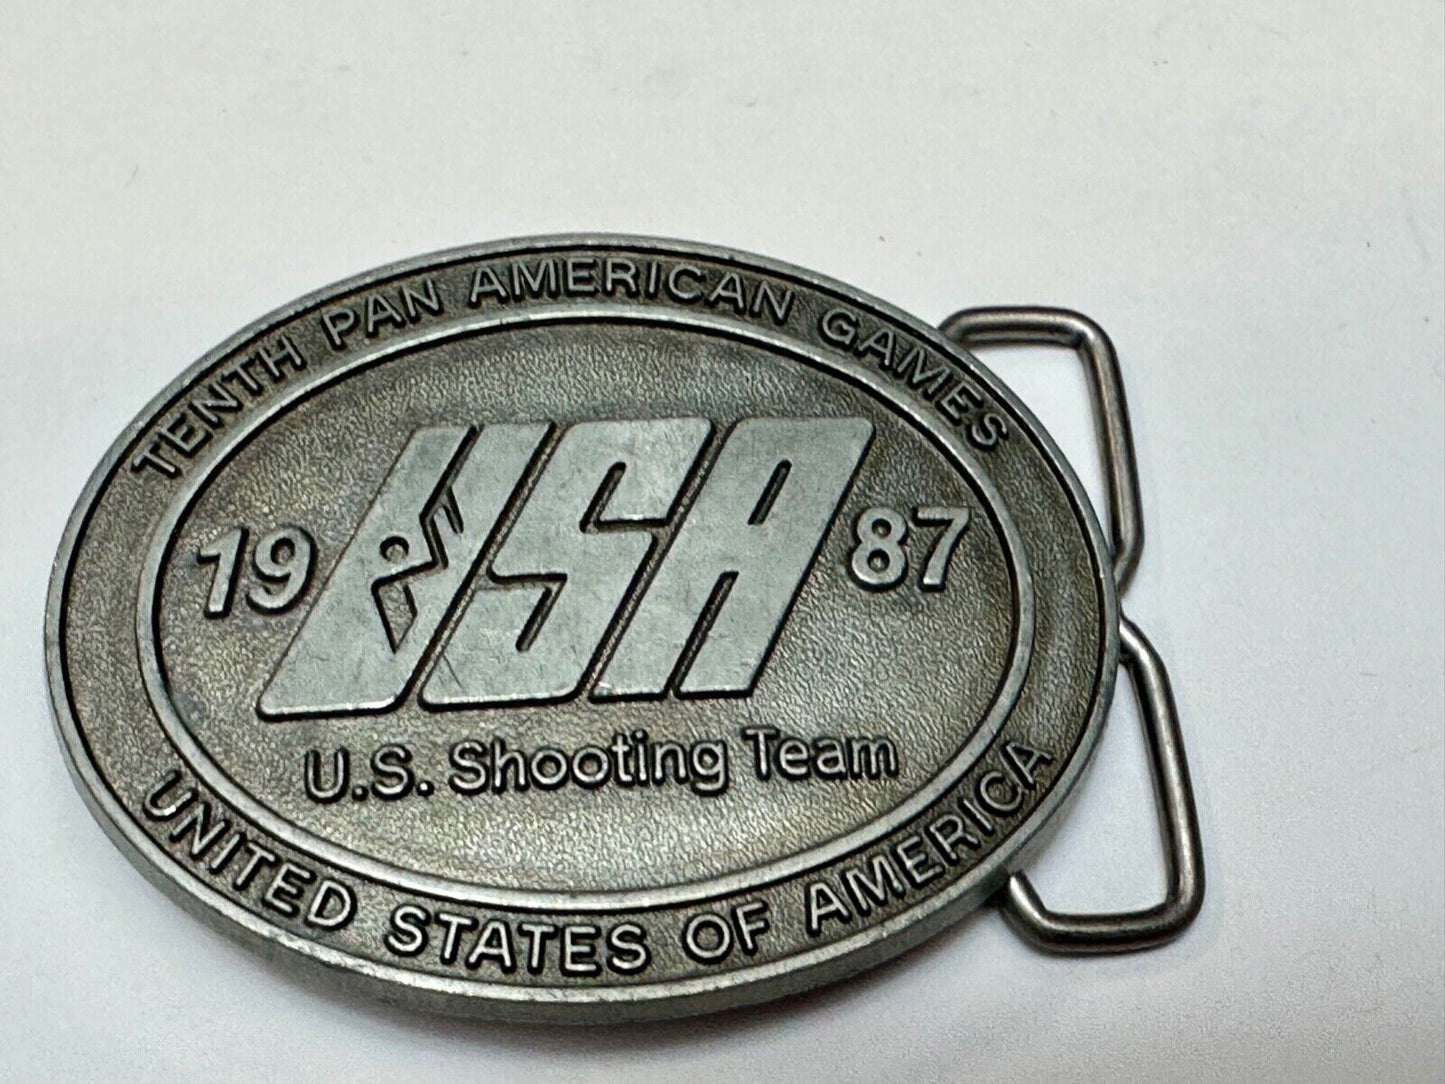 TENTH PAN AMERICAN GAMES
19 USA 87
U.S. Shooting Team
UNITED STATES OF AMERICA